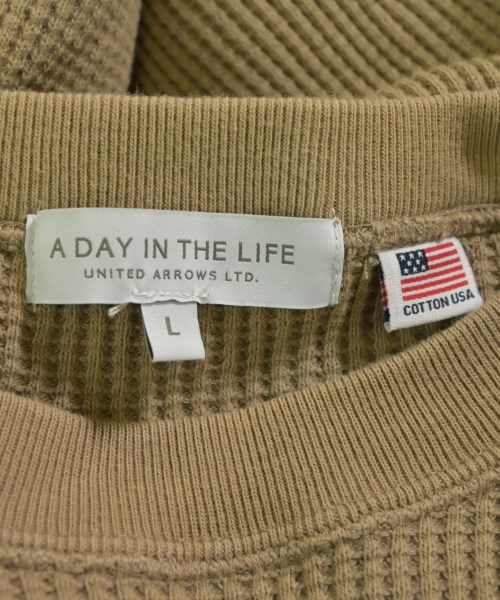 A DAY IN THE LIFE
UNITED ARROWS LTD.
L
COTTON USA